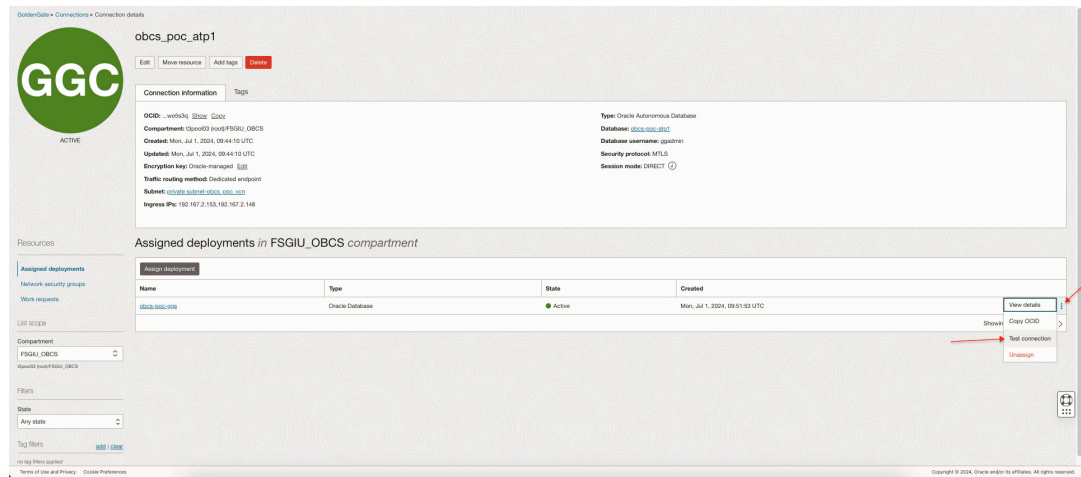 GoldenGate » Connections » Connection details
GGC
ACTIVE
obcs_poc_atp1
Edit Move resource Add tags Delete
Connection information Tags
OCID: ...wo6s3q Show Copy
Compartment: t3pool03 (root)/FSGIU_OBCS
Created: Mon, Jul 1, 2024, 09:44:10 UTC
Updated: Mon, Jul 1, 2024, 09:44:10 UTC
Encryption key: Oracle-managed Edit
Traffic routing method: Dedicated endpoint
Subnet: private subnet-obcs_poc_vcn
Ingress IPs: 192.167.2.153,192.167.2.148
Type: Oracle Autonomous Database
Database: obcs-poc-atp1
Database username: ggadmin
Security protocol: MTLS
Session mode: DIRECT
Resources
Assigned deployments
Network security groups
Work requests
List scope
Compartment
FSGIU_OBCS
t3pool03 (root)/FSGIU_OBCS
Filters
State
Any state
Tag filters add | clear
no tag filters applied
Assigned deployments in FSGIU_OBCS compartment
Assign deployment
Name Type State Created
obcs-poc-ggs Oracle Database Active Mon, Jul 1, 2024, 09:51:53 UTC
Showin
View details
Copy OCID
Test connection
Unassign
Terms of Use and Privacy Cookie Preferences
Copyright © 2024, Oracle and/or its affiliates. All rights reserved.